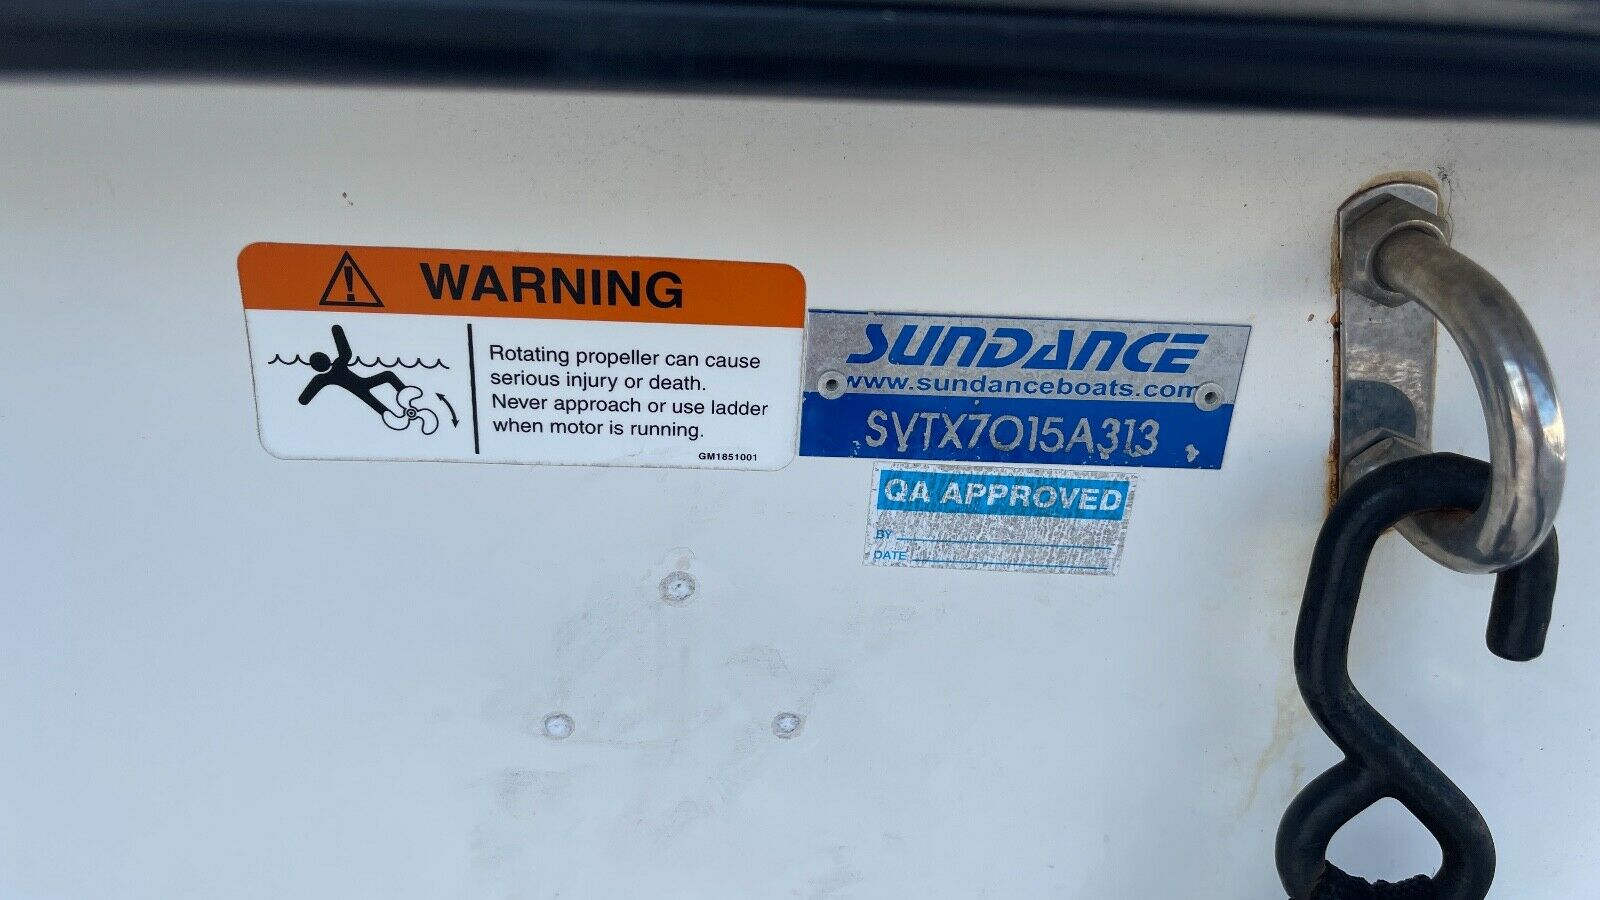 WARNING
Rotating propeller can cause
serious injury or death.
Never approach or use ladder
when motor is running.
GM1851001
SUNDANCE
www.sundanceboats.com
SVTX7015A313
QA APPROVED
BY
DATE